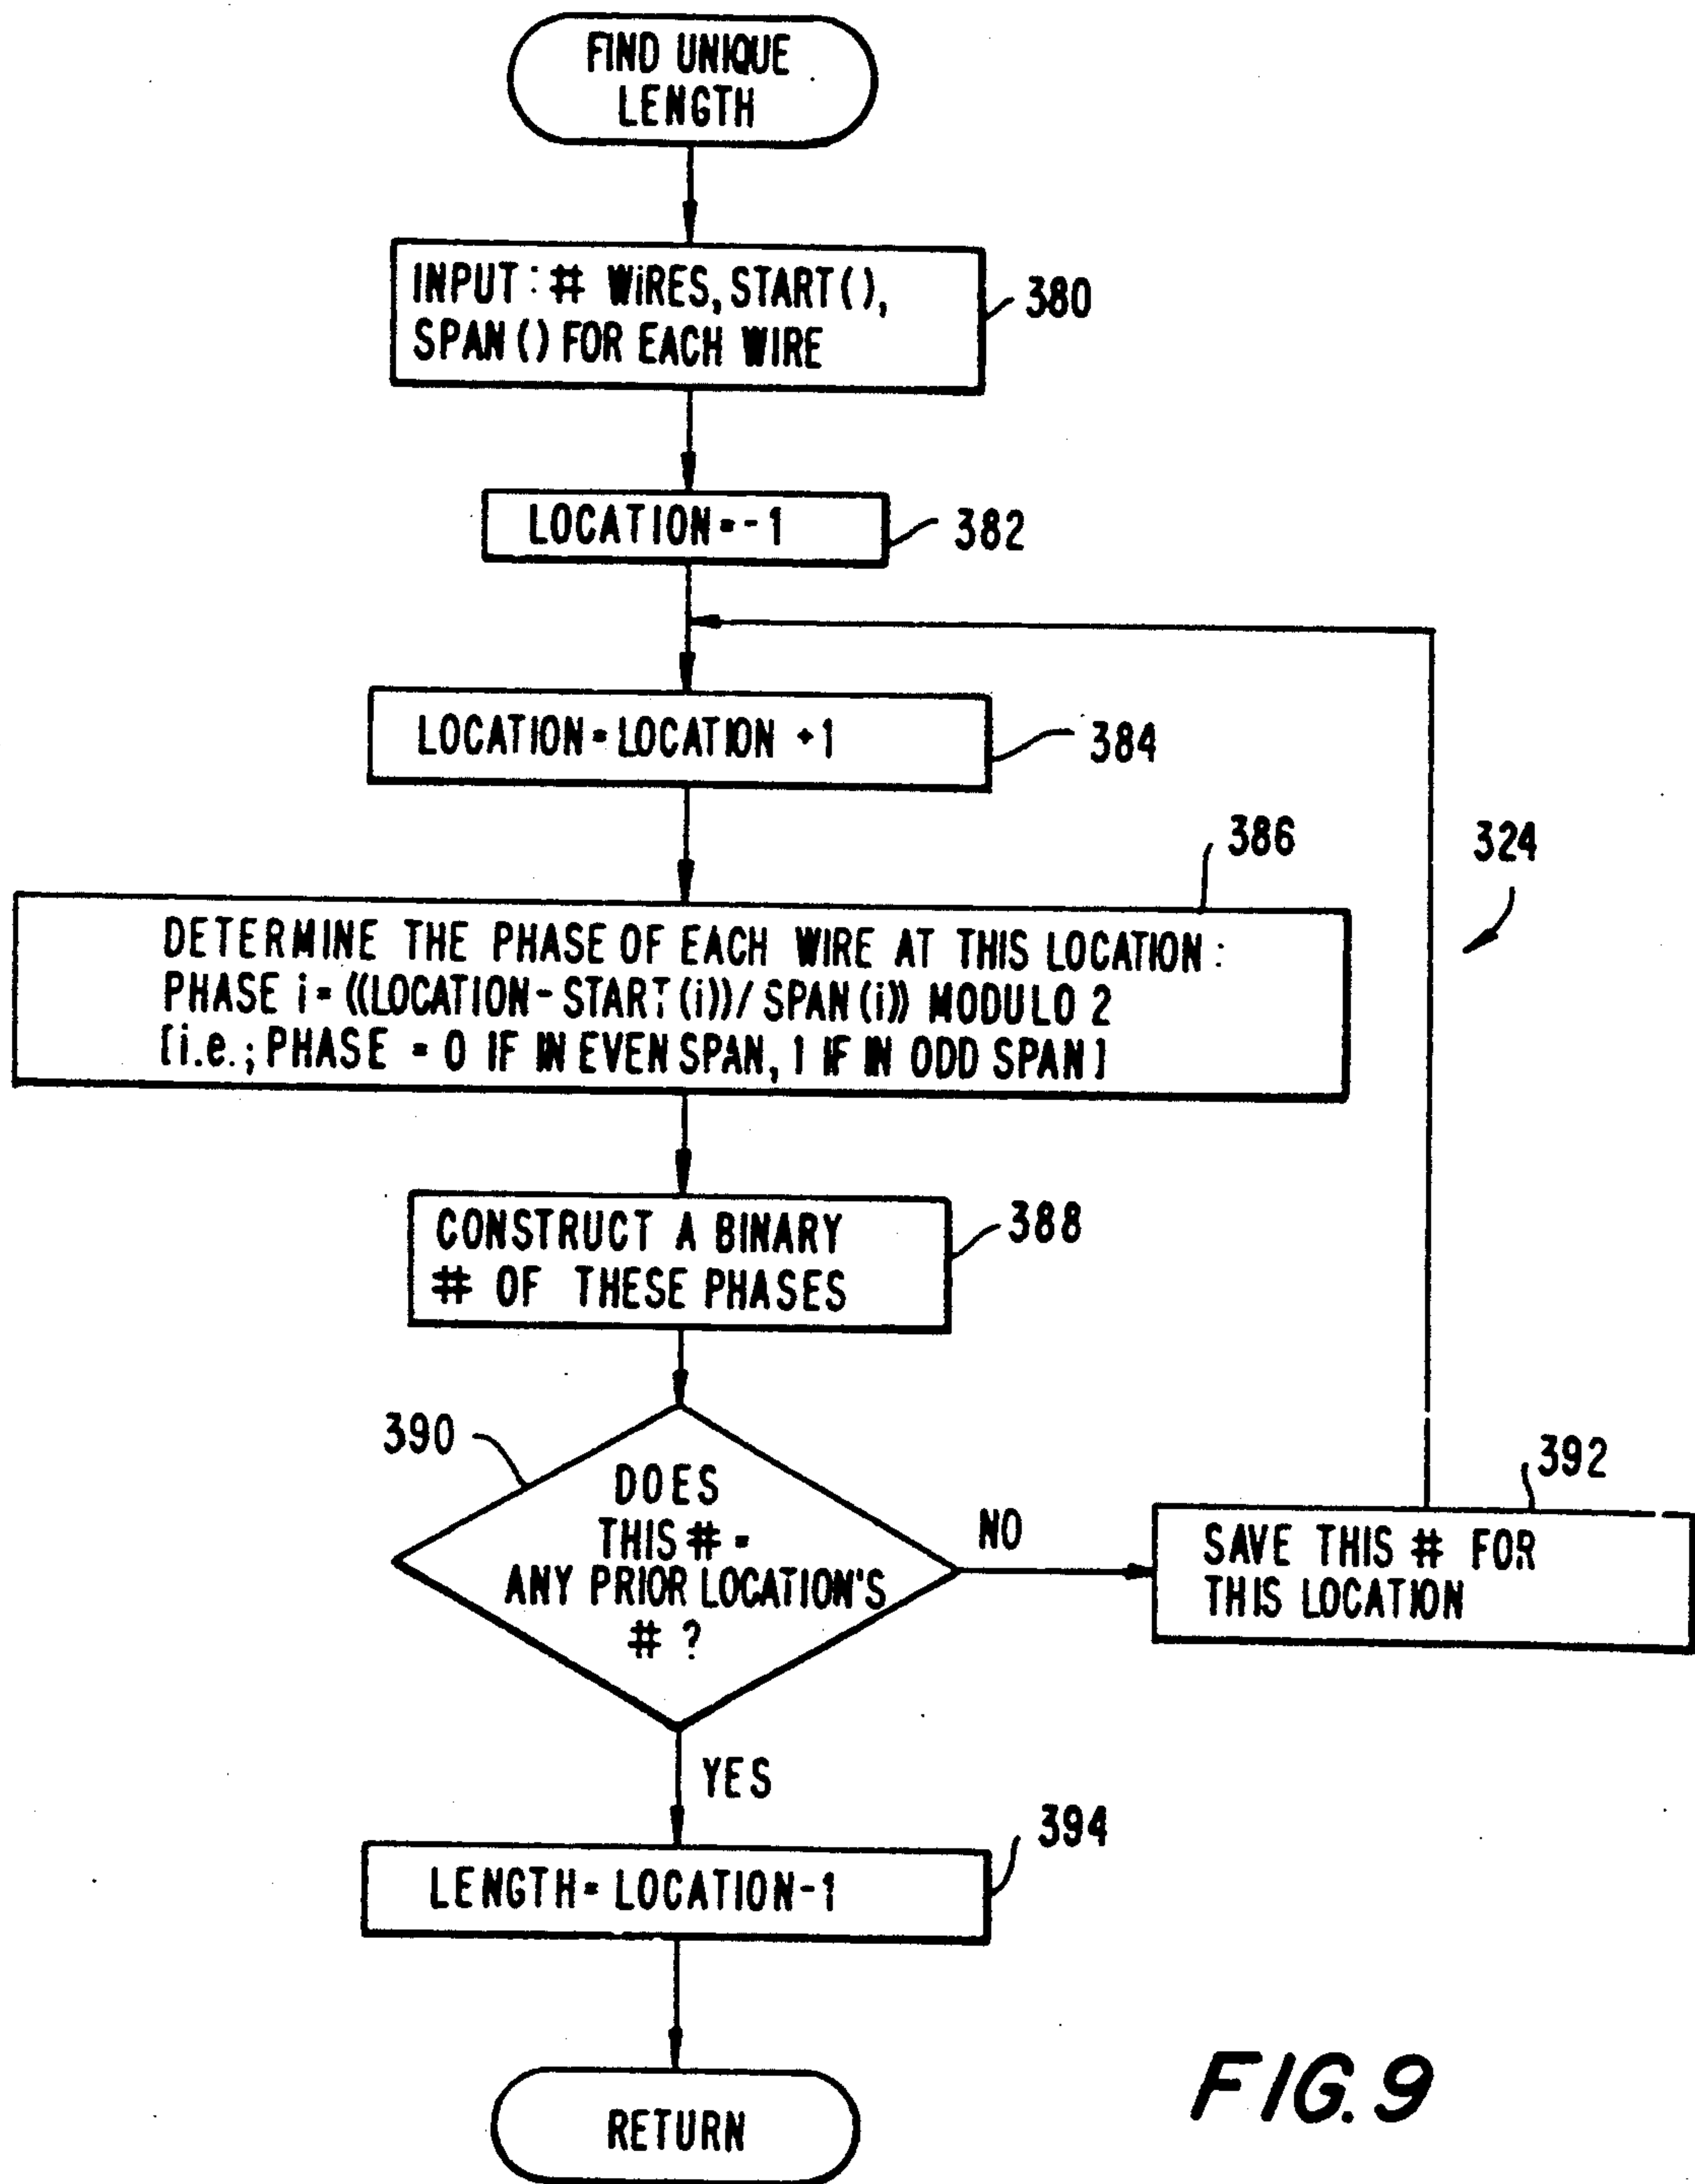 FIND UNIQUE
LENGTH
INPUT: # WIRES, START(),
SPAN() FOR EACH WIRE
380
LOCATION=-1
382
LOCATION=LOCATION +1
384
386
324
DETERMINE THE PHASE OF EACH WIRE AT THIS LOCATION:
PHASE i=((LOCATION-START(i))/SPAN(i)) MODULO 2
[i.e.; PHASE = 0 IF IN EVEN SPAN, 1 IF IN ODD SPAN]
CONSTRUCT A BINARY
# OF THESE PHASES
388
390
DOES
THIS # =
ANY PRIOR LOCATION'S
# ?
NO
392
SAVE THIS # FOR
THIS LOCATION
YES
394
LENGTH=LOCATION-1
RETURN
FIG. 9